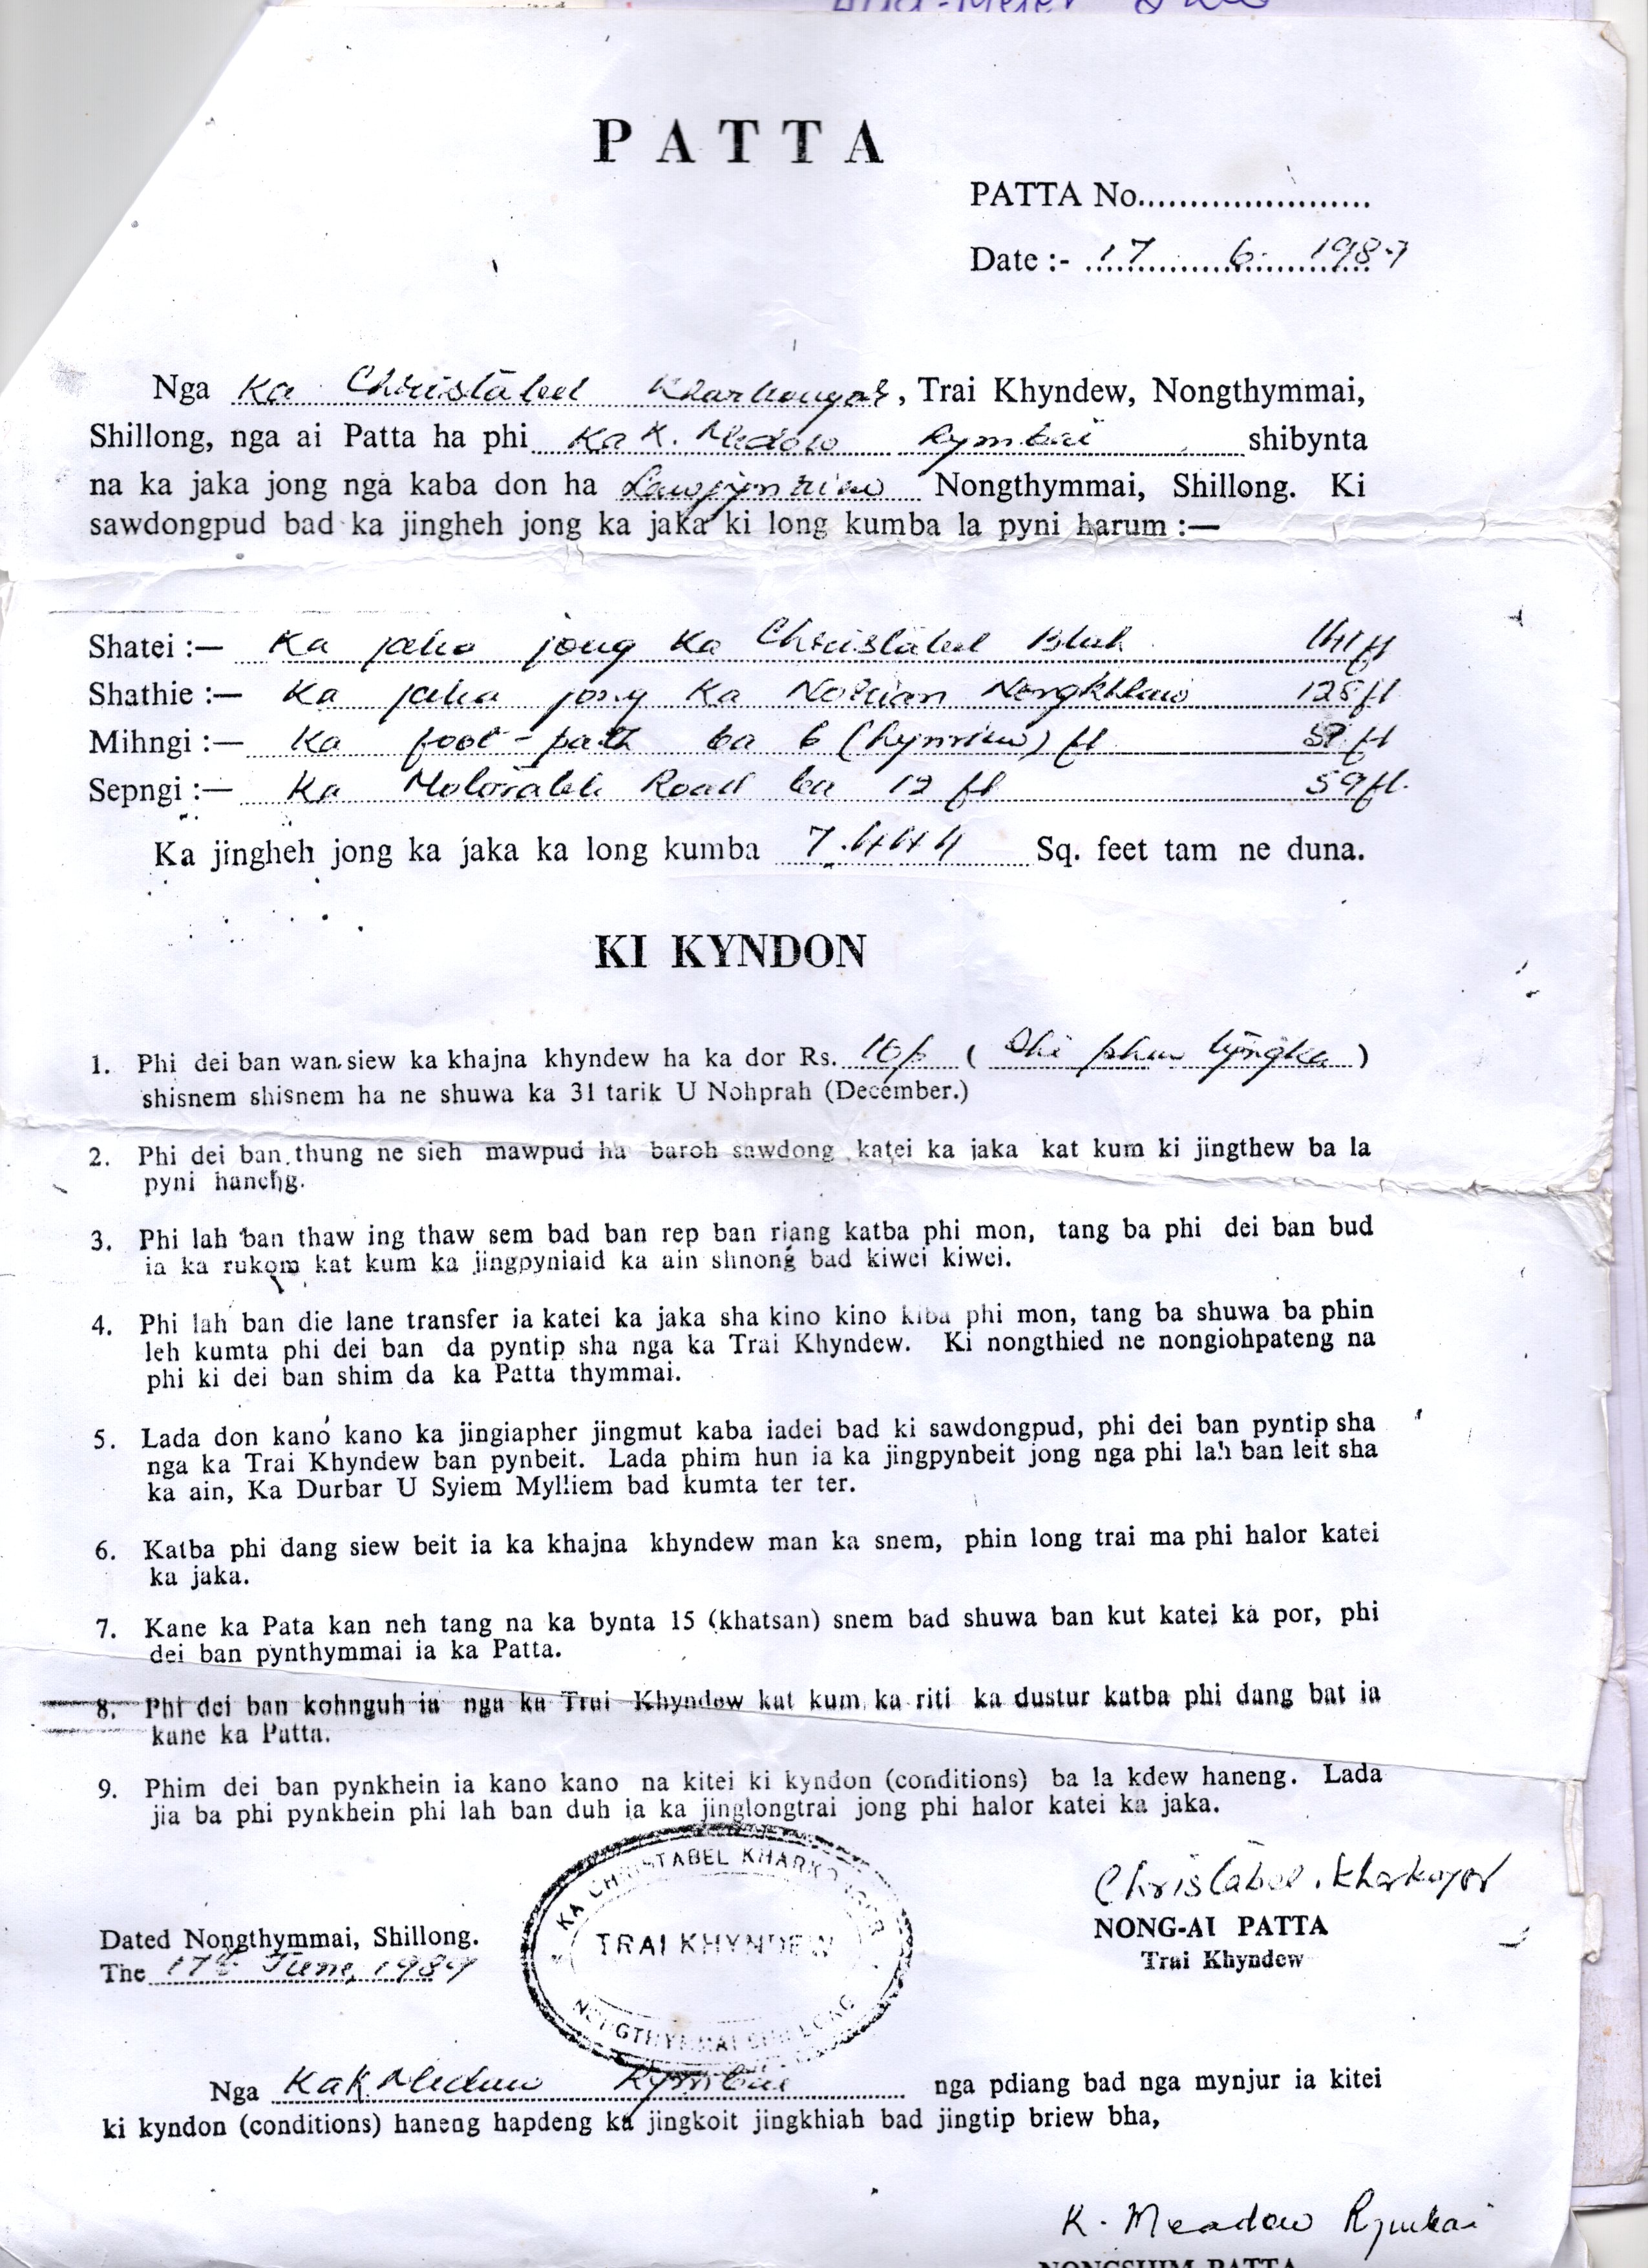 PATTA
PATTA No.......................
Date :- 17 6 1989
Nga Ka Christabel Kharkongor, Trai Khyndew, Nongthymmai,
Shillong, nga ai Patta ha phi Ka K. Medow Rymbai shibynta
na ka jaka jong nga kaba don ha Lawjynriew Nongthymmai, Shillong. Ki
sawdongpud bad ka jingheh jong ka jaka ki long kumba la pyni harum :—
Shatei :— Ka jaka jong Ka Christabel Blah 141 ft
Shathie :— Ka jaka jong Ka Norian Nongkhlaw 128 ft
Mihngi :— Ka foot-path ba 6 (hynriew) ft ft
Sepngi :— Ka Motorable Road ba 12 ft 59 ft.
Ka jingheh jong ka jaka ka long kumba 7.444 Sq. feet tam ne duna.
KI KYNDON
1. Phi dei ban wan siew ka khajna khyndew ha ka dor Rs. 10/- ( Shi phew tyngka )
shisnem shisnem ha ne shuwa ka 31 tarik U Nohprah (December.)
2. Phi dei ban thung ne sieh mawpud ha baroh sawdong katei ka jaka kat kum ki jingthew ba la
pyni haneng.
3. Phi lah ban thaw ing thaw sem bad ban rep ban riang katba phi mon, tang ba phi dei ban bud
ia ka rukom kat kum ka jingpyniaid ka ain shnong bad kiwei kiwei.
4. Phi lah ban die lane transfer ia katei ka jaka sha kino kino kiba phi mon, tang ba shuwa ba phin
leh kumta phi dei ban da pyntip sha nga ka Trai Khyndew. Ki nongthied ne nongiohpateng na
phi ki dei ban shim da ka Patta thymmai.
5. Lada don kano kano ka jingiapher jingmut kaba iadei bad ki sawdongpud, phi dei ban pyntip sha
nga ka Trai Khyndew ban pynbeit. Lada phim hun ia ka jingpynbeit jong nga phi lah ban leit sha
ka ain, Ka Durbar U Syiem Mylliem bad kumta ter ter.
6. Katba phi dang siew beit ia ka khajna khyndew man ka snem, phin long trai ma phi halor katei
ka jaka.
7. Kane ka Pata kan neh tang na ka bynta 15 (khatsan) snem bad shuwa ban kut katei ka por, phi
dei ban pynthymmai ia ka Patta.
8. Phi dei ban kohnguh ia nga ka Trai Khyndew kat kum ka riti ka dustur katba phi dang bat ia
kane ka Patta.
9. Phim dei ban pynkhein ia kano kano na kitei ki kyndon (conditions) ba la kdew haneng. Lada
jia ba phi pynkhein phi lah ban duh ia ka jinglongtrai jong phi halor katei ka jaka.
KA CHRISTABEL KHARKONGOR
TRAI KHYNDEW
NONGTHYMMAI SHILLONG
Christabel. Kharkongor
NONG-AI PATTA
Trai Khyndew
Dated Nongthymmai, Shillong.
The 17th June, 1989
Nga Ka K Medow Rymbai nga pdiang bad nga mynjur ia kitei
ki kyndon (conditions) haneng hapdeng ka jingkoit jingkhiah bad jingtip briew bha,
K. Meadow Rymbai
NONGSHIM PATTA